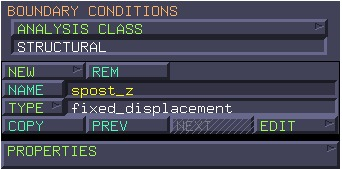 BOUNDARY CONDITIONS
ANALYSIS CLASS
STRUCTURAL
NEW REM
NAME spost_z
TYPE fixed_displacement
COPY PREV NEXT EDIT
PROPERTIES